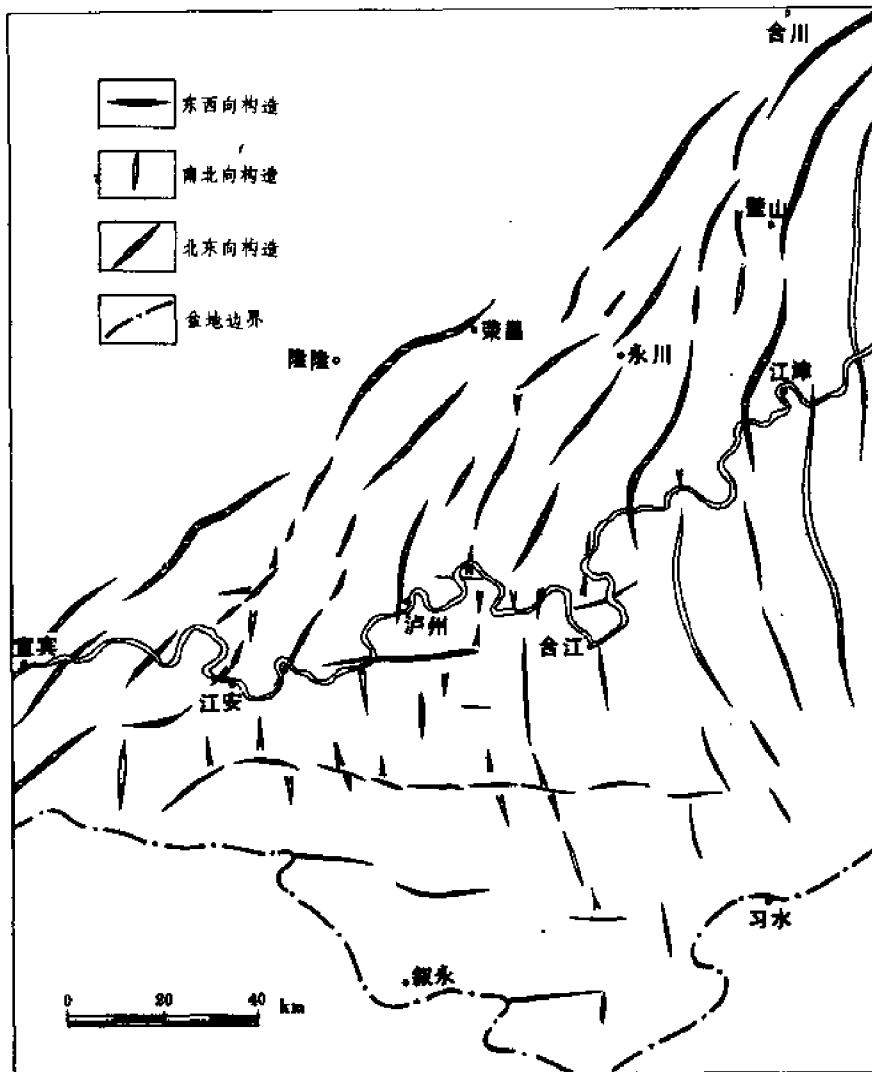 合川
东西向构造
南北向构造
北东向构造
盆地边界
璧山
荣昌
隆隆
永川
江津
泸州
合江
宜宾
江安
习水
叙永
0 20 40 km